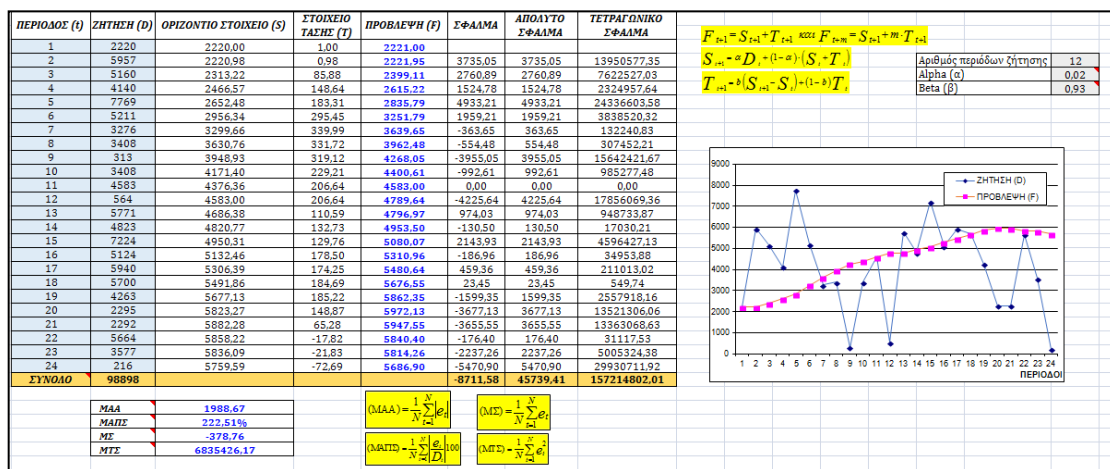 ΠΕΡΙΟΔΟΣ (t) ΖΗΤΗΣΗ (D) ΟΡΙΖΟΝΤΙΟ ΣΤΟΙΧΕΙΟ (S) ΣΤΟΙΧΕΙΟ ΤΑΣΗΣ (T) ΠΡΟΒΛΕΨΗ (F) ΣΦΑΛΜΑ ΑΠΟΛΥΤΟ ΣΦΑΛΜΑ ΤΕΤΡΑΓΩΝΙΚΟ ΣΦΑΛΜΑ
1 2220 2220,00 1,00 2221,00
2 5957 2220,98 0,98 2221,95 3735,05 3735,05 13950577,35
3 5160 2313,22 85,88 2399,11 2760,89 2760,89 7622527,03
4 4140 2466,57 148,64 2615,22 1524,78 1524,78 2324957,64
5 7769 2652,48 183,31 2835,79 4933,21 4933,21 24336603,58
6 5211 2956,34 295,45 3251,79 1959,21 1959,21 3838520,32
7 3276 3299,66 339,99 3639,65 -363,65 363,65 132240,83
8 3408 3630,76 331,72 3962,48 -554,48 554,48 307452,21
9 313 3948,93 319,12 4268,05 -3955,05 3955,05 15642421,67
10 3408 4171,40 229,21 4400,61 -992,61 992,61 985277,48
11 4583 4376,36 206,64 4583,00 0,00 0,00 0,00
12 564 4583,00 206,64 4789,64 -4225,64 4225,64 17856069,36
13 5771 4686,38 110,59 4796,97 974,03 974,03 948733,87
14 4823 4820,77 132,73 4953,50 -130,50 130,50 17030,21
15 7224 4950,31 129,76 5080,07 2143,93 2143,93 4596427,13
16 5124 5132,46 178,50 5310,96 -186,96 186,96 34953,88
17 5940 5306,39 174,25 5480,64 459,36 459,36 211013,02
18 5700 5491,86 184,69 5676,55 23,45 23,45 549,74
19 4263 5677,13 185,22 5862,35 -1599,35 1599,35 2557918,16
20 2295 5823,27 148,87 5972,13 -3677,13 3677,13 13521306,06
21 2292 5882,28 65,28 5947,55 -3655,55 3655,55 13363068,63
22 5664 5858,22 -17,82 5840,40 -176,40 176,40 31117,53
23 3577 5836,09 -21,83 5814,26 -2237,26 2237,26 5005324,38
24 216 5759,59 -72,69 5686,90 -5470,90 5470,90 29930711,92
ΣΥΝΟΛΟ 98898 -8711,58 45739,41 157214802,01
ΜΑΑ 1988,67
ΜΑΠΣ 222,51%
ΜΣ -378,76
ΜΤΣ 6835426,17
(ΜΑΑ) = 1/N Σ t=1 N |e t|
(ΜΣ) = 1/N Σ t=1 N e t
(ΜΑΠΣ) = 1/N Σ t=1 N |e t / D t| 100
(ΜΤΣ) = 1/N Σ t=1 N e t 2
F t+1 = S t+1 + T t+1 και F t+m = S t+1 + m · T t+1
S t+1 = α D t + (1 − α) · (S t + T t)
T t+1 = b (S t+1 − S t) + (1 − b) T t
Αριθμός περιόδων ζήτησης 12
Alpha (α) 0,02
Beta (β) 0,93
9000
8000
7000
6000
5000
4000
3000
2000
1000
0
ΖΗΤΗΣΗ (D)
ΠΡΟΒΛΕΨΗ (F)
1 2 3 4 5 6 7 8 9 10 11 12 13 14 15 16 17 18 19 20 21 22 23 24
ΠΕΡΙΟΔΟΙ